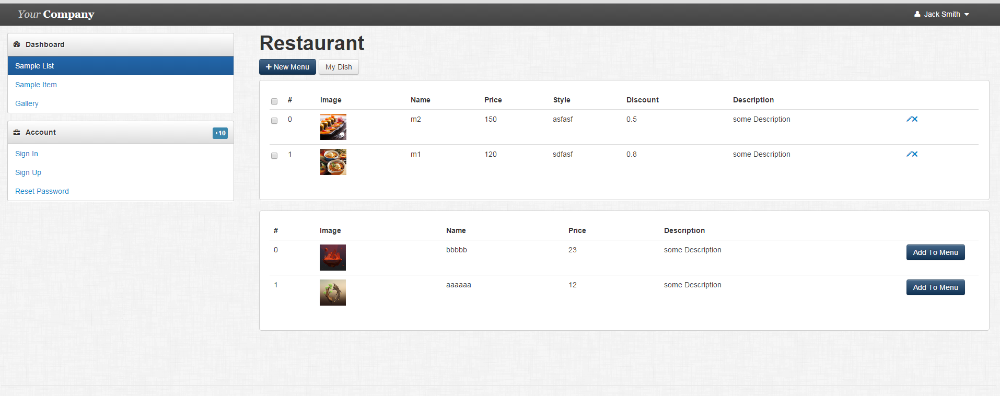 Your Company
Jack Smith
Dashboard
Sample List
Sample Item
Gallery
Account
+10
Sign In
Sign Up
Reset Password
Restaurant
New Menu My Dish
# Image Name Price Style Discount Description
0 m2 150 asfasf 0.5 some Description
1 m1 120 sdfasf 0.8 some Description
# Image Name Price Description
0 bbbbb 23 some Description Add To Menu
1 aaaaaa 12 some Description Add To Menu